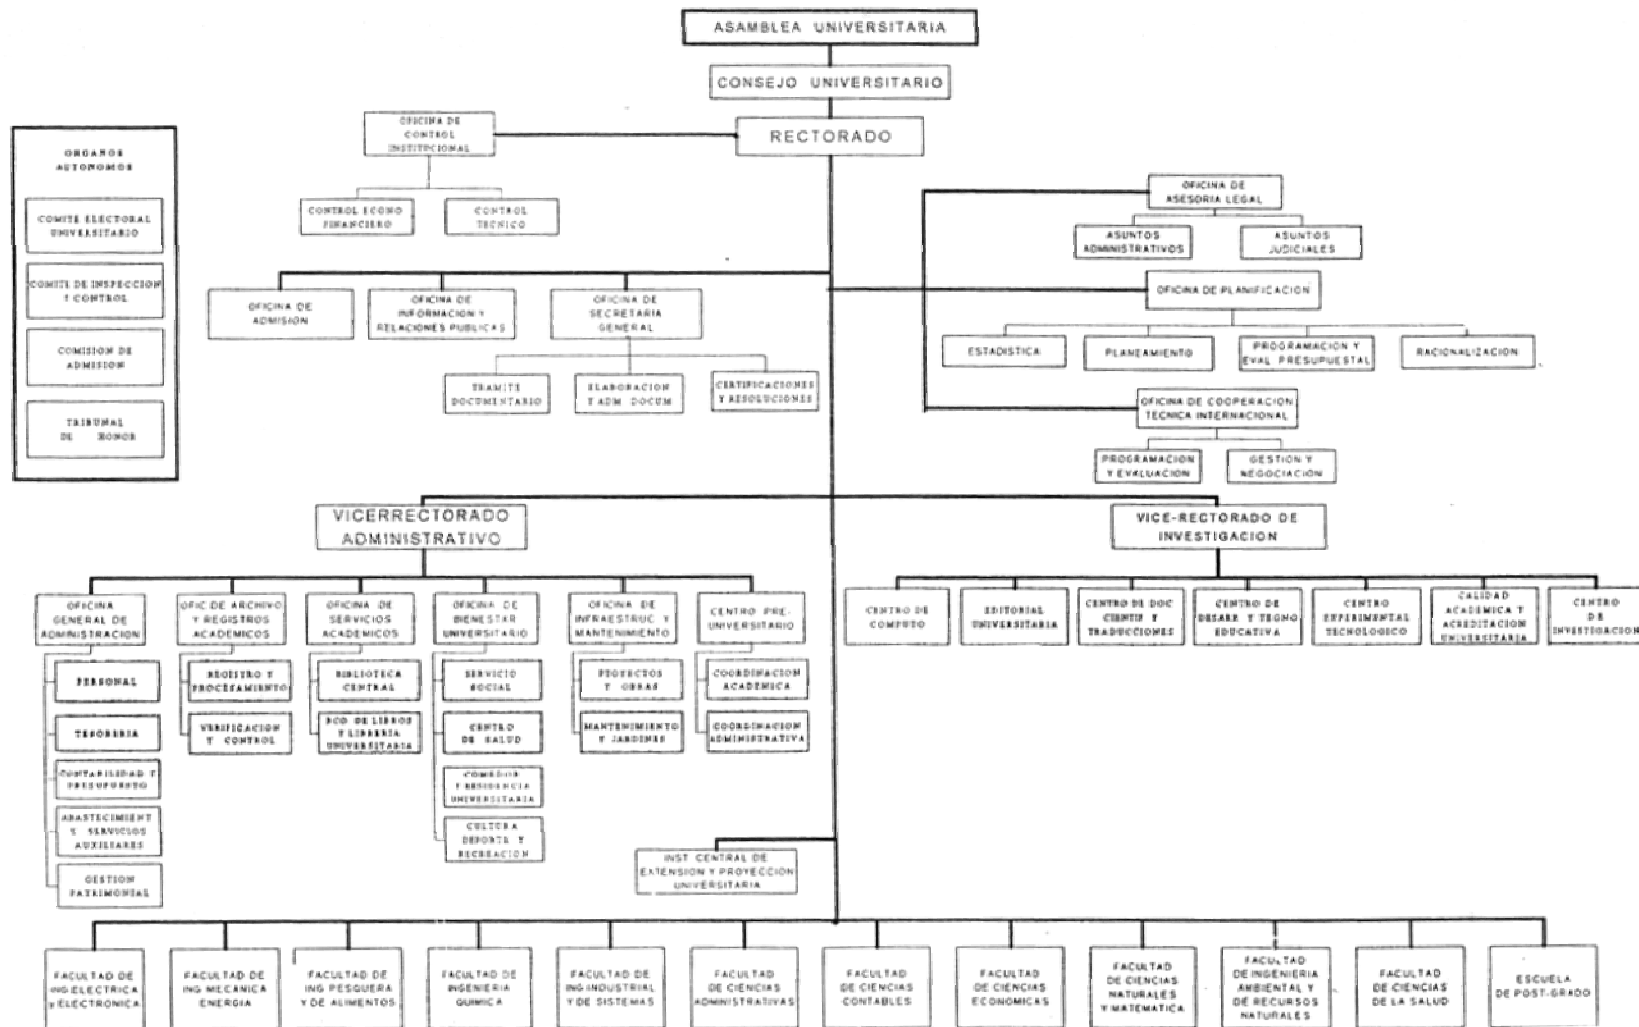 ASAMBLEA UNIVERSITARIA
CONSEJO UNIVERSITARIO
RECTORADO
OFICINA DE
CONTROL
INSTITUCIONAL
CONTROL ECONO
FINANCIERO
CONTROL
TECNICO
ORGANOS
AUTONOMOS
COMITE ELECTORAL
UNIVERSITARIO
COMITE DE INSPECCION
Y CONTROL
COMISION DE
ADMISION
TRIBUNAL
DE HONOR
OFICINA DE
ASESORIA LEGAL
ASUNTOS
ADMINISTRATIVOS
ASUNTOS
JUDICIALES
OFICINA DE PLANIFICACION
ESTADISTICA
PLANEAMIENTO
PROGRAMACION Y
EVAL PRESUPUESTAL
RACIONALIZACION
OFICINA DE COOPERACION
TECNICA INTERNACIONAL
PROGRAMACION
Y EVALUACION
GESTION Y
NEGOCIACION
OFICINA DE
ADMISION
OFICINA DE
INFORMACION Y
RELACIONES PUBLICAS
OFICINA DE
SECRETARIA
GENERAL
TRAMITE
DOCUMENTARIO
ELABORACION
Y ADM DOCUM
CERTIFICACIONES
Y RESOLUCIONES
VICERRECTORADO
ADMINISTRATIVO
VICE-RECTORADO DE
INVESTIGACION
OFICINA
GENERAL DE
ADMINISTRACION
OFIC DE ARCHIVO
Y REGISTROS
ACADEMICOS
OFICINA DE
SERVICIOS
ACADEMICOS
OFICINA DE
BIENESTAR
UNIVERSITARIO
OFICINA DE
INFRAESTRUC Y
MANTENIMIENTO
CENTRO PRE-
UNIVERSITARIO
CENTRO DE
COMPUTO
EDITORIAL
UNIVERSITARIA
CENTRO DE DOC
CIENTIF Y
TRADUCCIONES
CENTRO DE
DESARR Y TEGNO
EDUCATIVA
CENTRO
EXPERIMENTAL
TECNOLOGICO
CALIDAD
ACADÉMICA Y
ACREDITACION
UNIVERSITARIA
CENTRO
DE
INVESTIGACION
PERSONAL
TESORERIA
CONTABILIDAD Y
PRESUPUESTO
ABASTECIMIENT
Y SERVICIOS
AUXILIARES
GESTION
PATRIMONIAL
REGISTRO Y
PROCESAMIENTO
VERIFICACION
Y CONTROL
BIBLIOTECA
CENTRAL
BCO DE LIBROS
Y LIBRERIA
UNIVERSITARIA
SERVICIO
SOCIAL
CENTRO
DE SALUD
COMEDOR
Y RESIDENCIA
UNIVERSITARIA
CULTURA
DEPORTE Y
RECREACION
PROYECTOS
Y OBRAS
MANTENIMIENTO
Y JARDINES
COORDINACION
ACADÉMICA
COORDINACION
ADMINISTRATIVA
INST CENTRAL DE
EXTENSION Y PROYECCION
UNIVERSITARIA
FACULTAD DE
ING ELECTRICA
y ELECTRONICA
FACULTAD DE
ING MECÁNICA
ENERGIA
FACULTAD DE
ING PESQUERA
Y DE ALIMENTOS
FACULTAD DE
INGENIERIA
QUIMICA
FACULTAD DE
ING INDUSTRIAL
Y DE SISTEMAS
FACULTAD
DE CIENCIAS
ADMINISTRATIVAS
FACULTAD
DE CIENCIAS
CONTABLES
FACULTAD
DE CIENCIAS
ECONOMICAS
FACULTAD
DE CIENCIAS
NATURALES
Y MATEMATICA
FACULTAD
DE INGENIERIA
AMBIENTAL Y
DE RECURSOS
NATURALES
FACULTAD
DE CIENCIAS
DE LA SALUD
ESCUELA
DE POST-GRADO